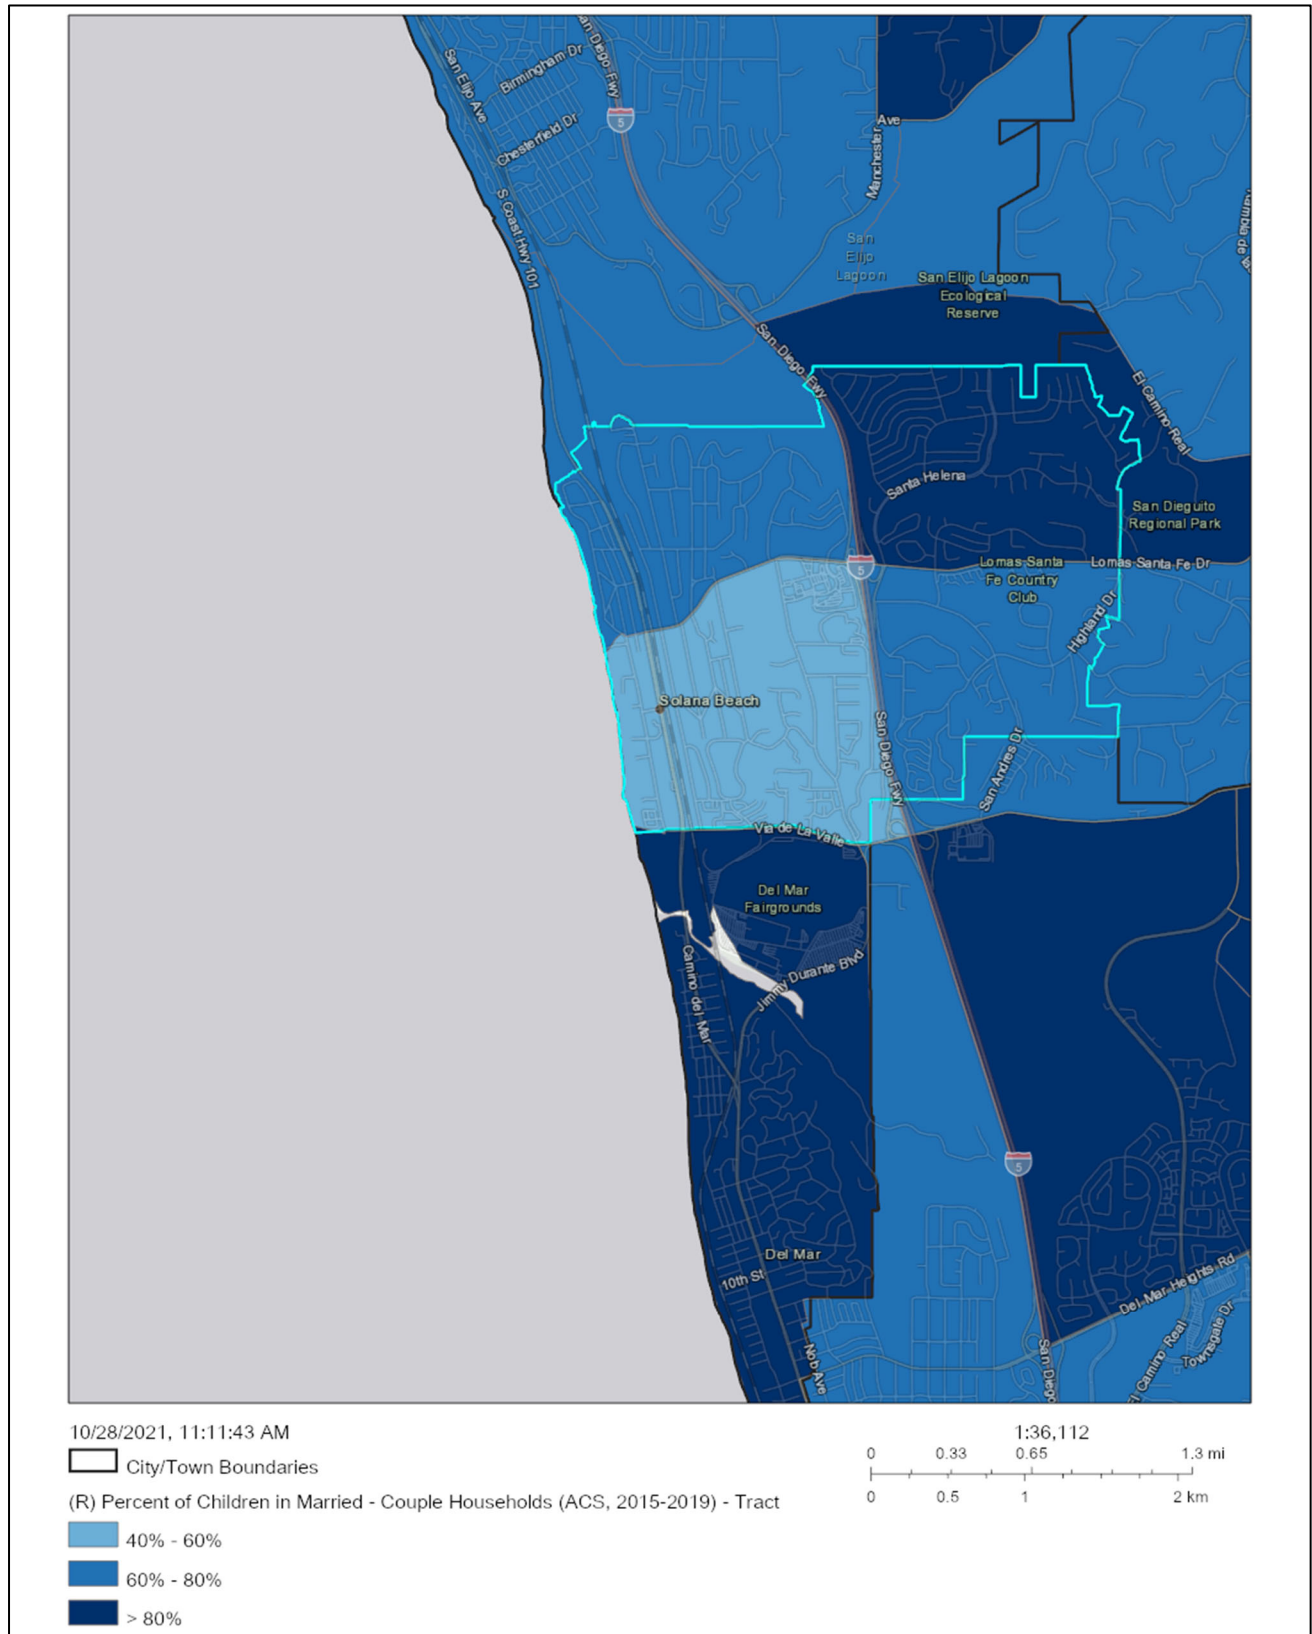 San Diego Fwy
San Elijo Ave
Birmingham Dr
5
Chesterfield Dr
Manchester Ave
S Coast Hwy 101
San
Elijo
Lagoon
San Elijo Lagoon
Ecological
Reserve
San Diego Fwy
El Camino Real
Santa Helena
San Dieguito
Regional Park
5
Lomas Santa
Fe Country
Club
Lomas Santa Fe Dr
Highland Dr
Solana Beach
San Diego Fwy
San Andres Dr
Via de La Valle
Del Mar
Fairgrounds
Camino del Mar
Jimmy Durante Blvd
5
Del Mar
10th St
Del Mar Heights Rd
Nob Ave
San Diego
El Camino Real
Townsgate Dr
10/28/2021, 11:11:43 AM
1:36,112
City/Town Boundaries
0 0.33 0.65 1.3 mi
0 0.5 1 2 km
(R) Percent of Children in Married - Couple Households (ACS, 2015-2019) - Tract
40% - 60%
60% - 80%
> 80%